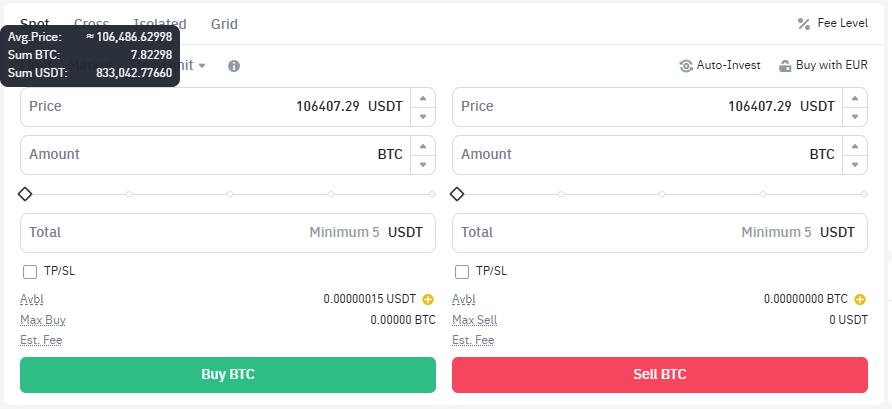 Spot Cross Isolated Grid
Fee Level
Avg.Price: ≈ 106,486.62998
Sum BTC: 7.82298
Sum USDT: 833,042.77660
Auto-Invest Buy with EUR
Price 106407.29 USDT
Price 106407.29 USDT
Amount BTC
Amount BTC
Total Minimum 5 USDT
Total Minimum 5 USDT
TP/SL
TP/SL
Avbl 0.00000015 USDT
Avbl 0.00000000 BTC
Max Buy 0.00000 BTC
Max Sell 0 USDT
Est. Fee
Est. Fee
Buy BTC
Sell BTC